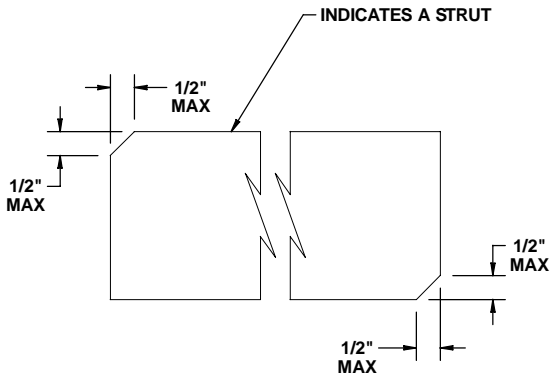 INDICATES A STRUT
1/2"
MAX
1/2"
MAX
1/2"
MAX
1/2"
MAX